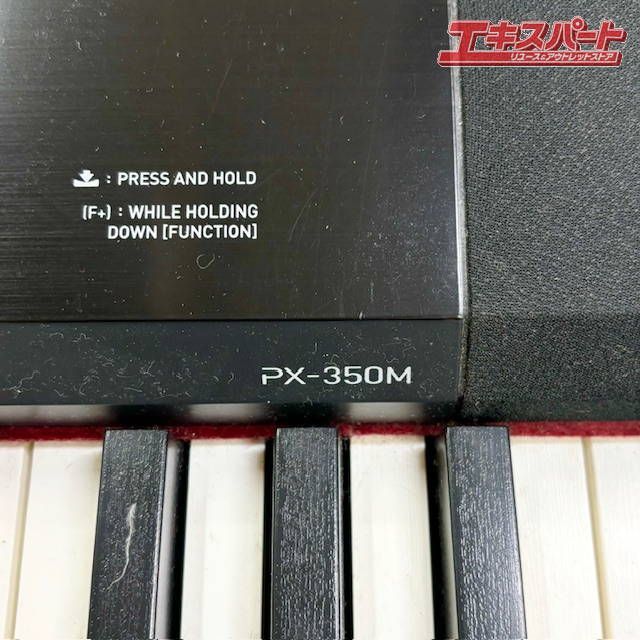 エキスパート
リユース&アウトレットストア
: PRESS AND HOLD
(F+) : WHILE HOLDING
DOWN [FUNCTION]
PX-350M